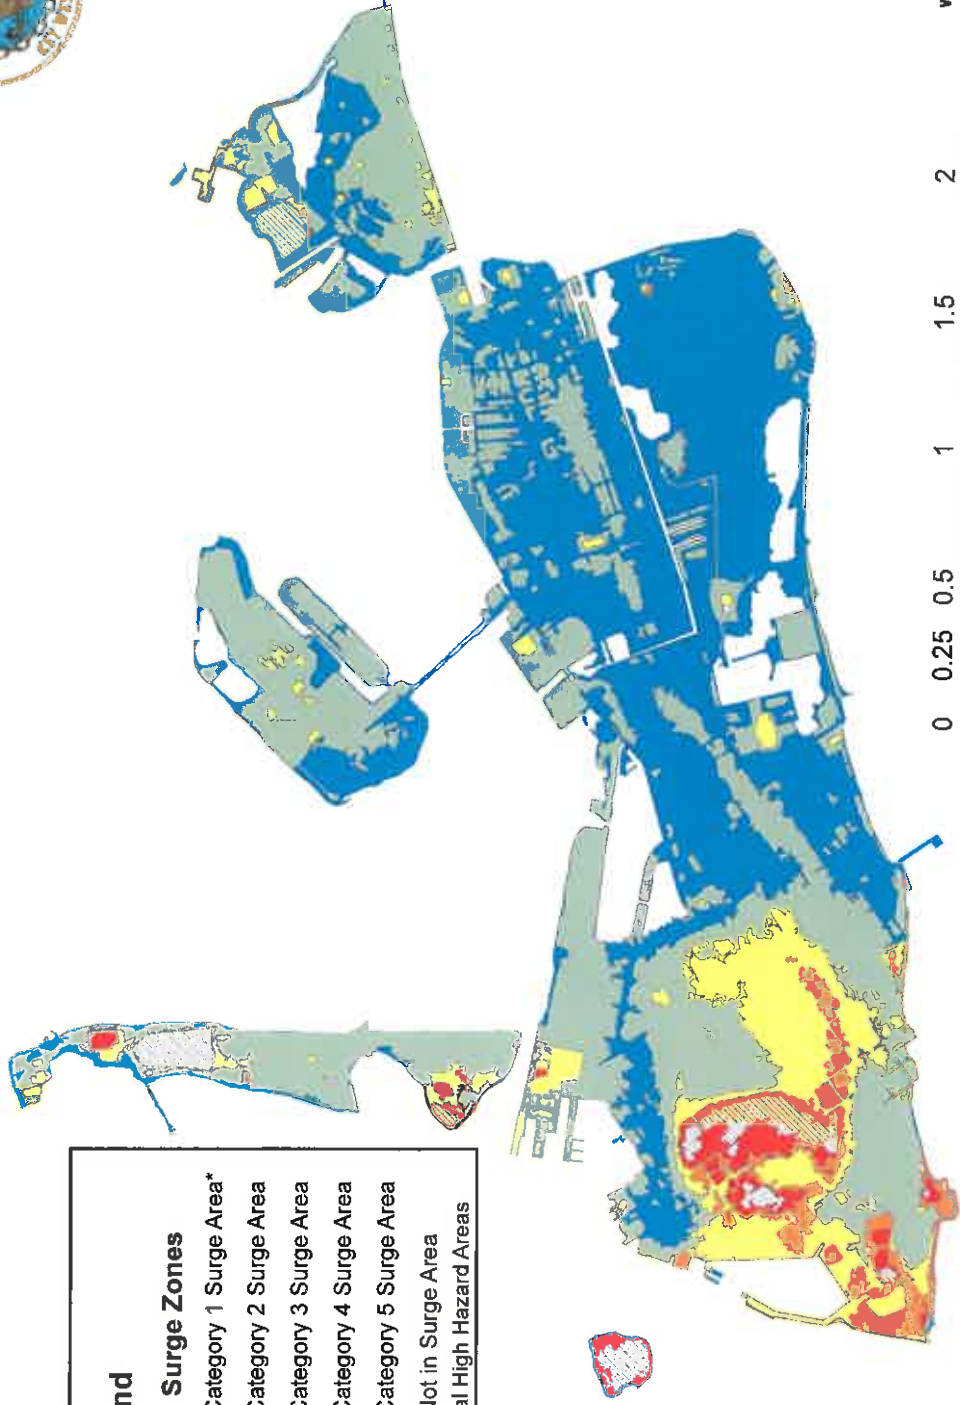 nd
Surge Zones
Category 1 Surge Area*
Category 2 Surge Area
Category 3 Surge Area
Category 4 Surge Area
Category 5 Surge Area
Not in Surge Area
al High Hazard Areas
0 0.25 0.5 1 1.5 2
KEY WES